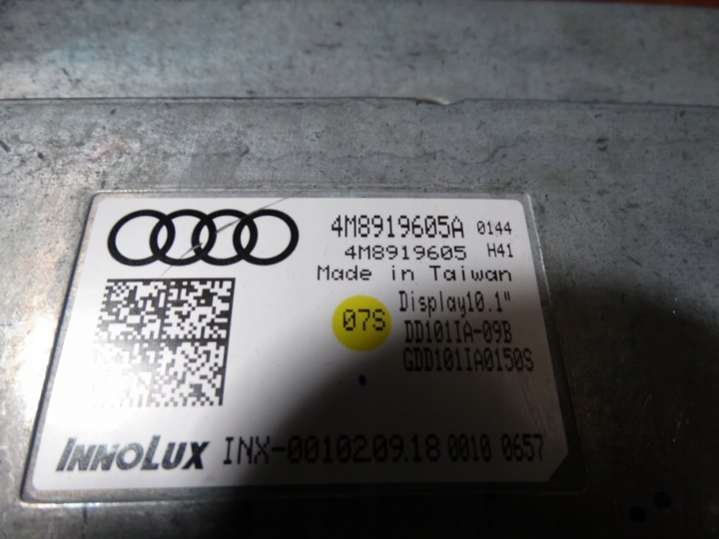 4M8919605A 0144
4M8919605 H41
Made in Taiwan
Display10.1"
07S
DD101IA-09B
GDD101IA0150S
INNOLUX INX-00102.09.18 0010 0657